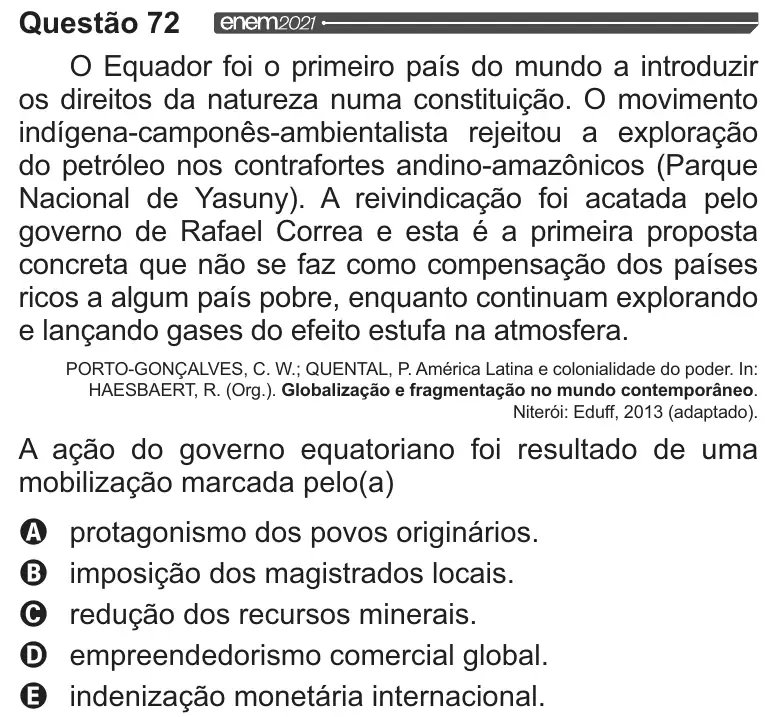 Questão 72 enem2021
O Equador foi o primeiro país do mundo a introduzir
os direitos da natureza numa constituição. O movimento
indígena-camponês-ambientalista rejeitou a exploração
do petróleo nos contrafortes andino-amazônicos (Parque
Nacional de Yasuny). A reivindicação foi acatada pelo
governo de Rafael Correa e esta é a primeira proposta
concreta que não se faz como compensação dos países
ricos a algum país pobre, enquanto continuam explorando
e lançando gases do efeito estufa na atmosfera.
PORTO-GONÇALVES, C. W.; QUENTAL, P. América Latina e colonialidade do poder. In:
HAESBAERT, R. (Org.). Globalização e fragmentação no mundo contemporâneo.
Niterói: Eduff, 2013 (adaptado).
A ação do governo equatoriano foi resultado de uma
mobilização marcada pelo(a)
A protagonismo dos povos originários.
B imposição dos magistrados locais.
C redução dos recursos minerais.
D empreendedorismo comercial global.
E indenização monetária internacional.